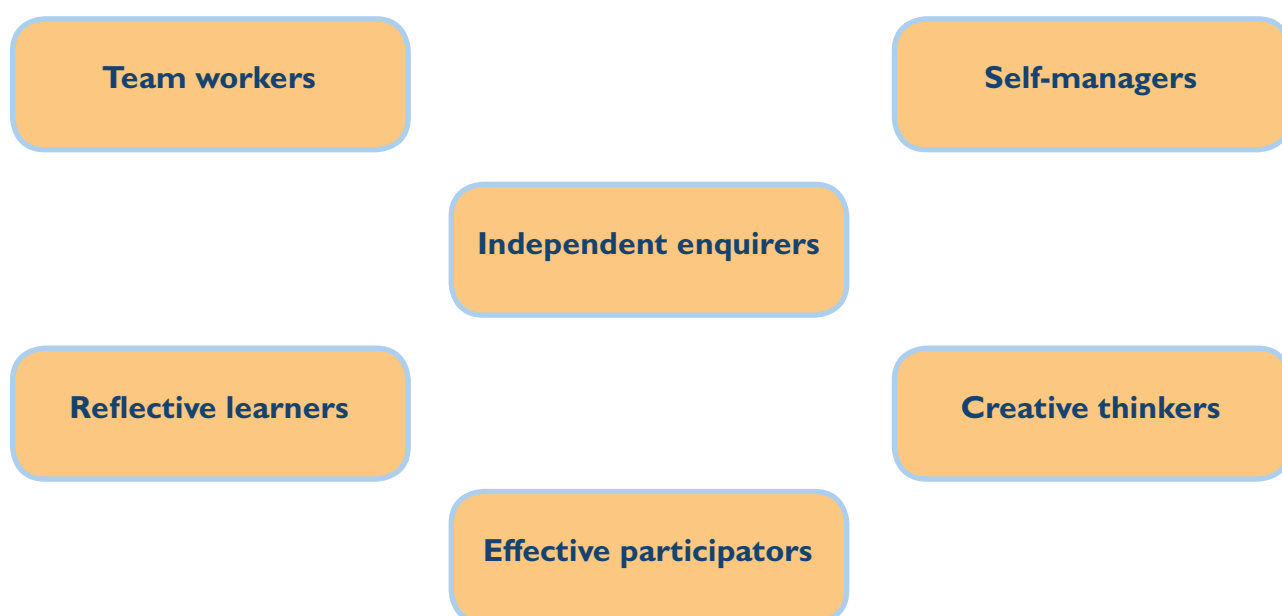 Team workers
Self-managers
Independent enquirers
Reflective learners
Creative thinkers
Effective participators